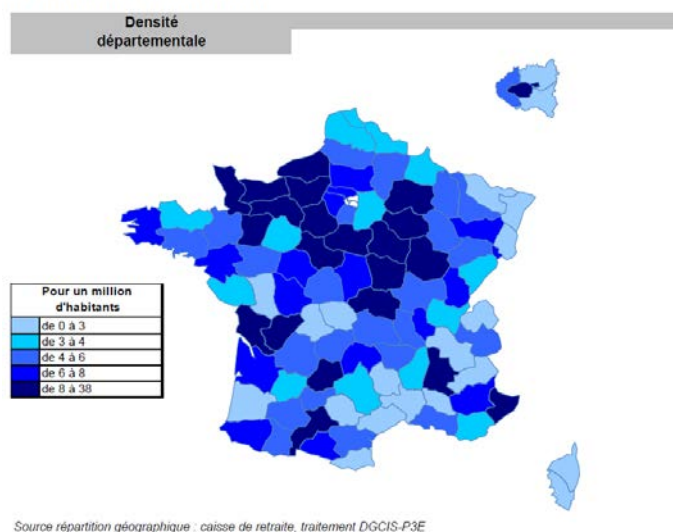 Densité
départementale
Pour un million
d'habitants
de 0 à 3
de 3 à 4
de 4 à 6
de 6 à 8
de 8 à 38
Source répartition géographique : caisse de retraite, traitement DGCIS-P3E